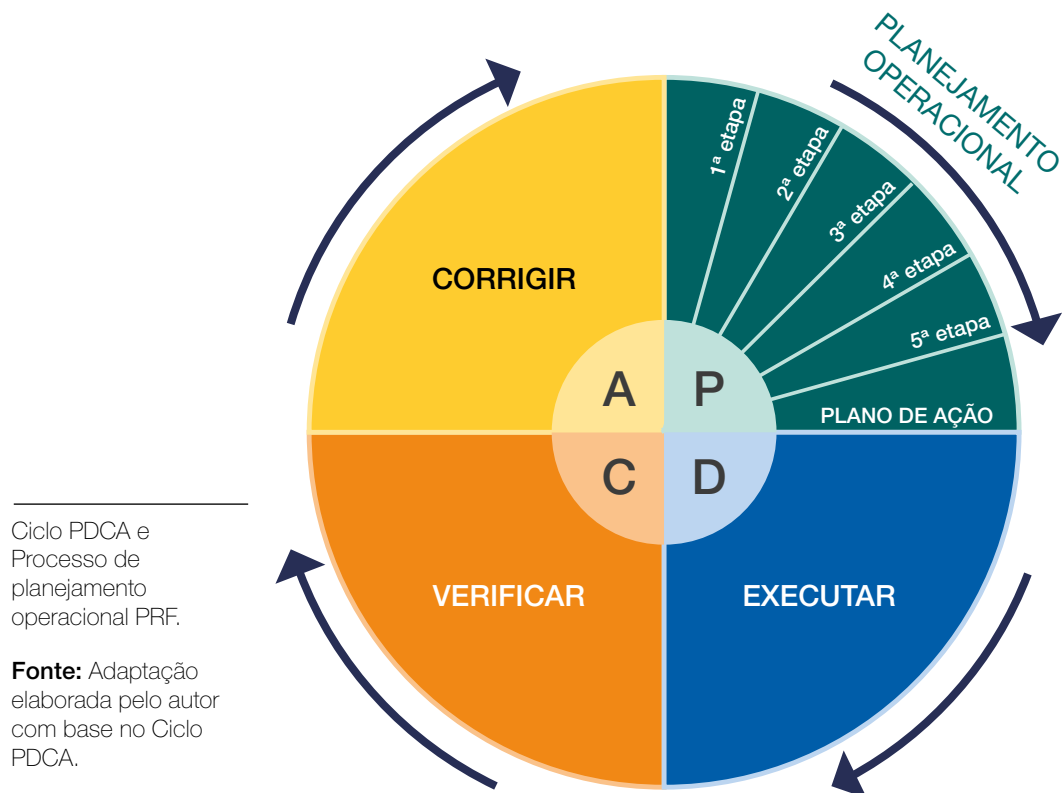 PLANEJAMENTO
OPERACIONAL
1ª etapa
2ª etapa
3ª etapa
4ª etapa
5ª etapa
PLANO DE AÇÃO
CORRIGIR
A
P
C
D
VERIFICAR
EXECUTAR
Ciclo PDCA e
Processo de
planejamento
operacional PRF.
Fonte: Adaptação
elaborada pelo autor
com base no Ciclo
PDCA.